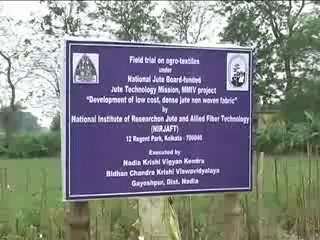 Field trial on agro-textiles
under
National Jute Board-funded
Jute Technology Mission, MMIV project
"Development of low cost, dense jute non woven fabric"
by
National Institute of Researchon Jute and Allied Fiber Technology
(NIRJAFT)
12 Regent Park, Kolkata - 700040
Executed by
Nadia Krishi Vigyan Kendra
Bidhan Chandra Krishi Viswavidyalaya
Gayeshpur, Dist. Nadia